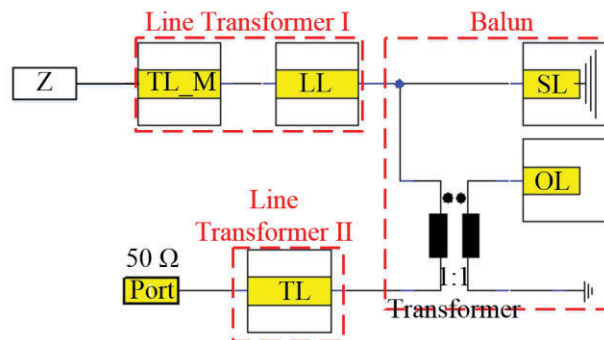 Line Transformer I
Balun
Z
TL_M
LL
SL
OL
Line
Transformer II
50 Ω
Port
TL
1:1
Transformer